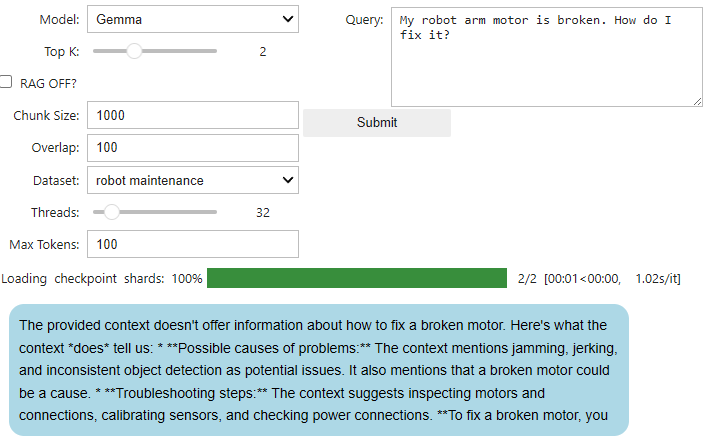 Model: Gemma
Query: My robot arm motor is broken. How do I
fix it?
Top K: 2
RAG OFF?
Chunk Size: 1000
Submit
Overlap: 100
Dataset: robot maintenance
Threads: 32
Max Tokens: 100
Loading checkpoint shards: 100% 2/2 [00:01<00:00, 1.02s/it]
The provided context doesn't offer information about how to fix a broken motor. Here's what the
context *does* tell us: * **Possible causes of problems:** The context mentions jamming, jerking,
and inconsistent object detection as potential issues. It also mentions that a broken motor could
be a cause. * **Troubleshooting steps:** The context suggests inspecting motors and
connections, calibrating sensors, and checking power connections. **To fix a broken motor, you